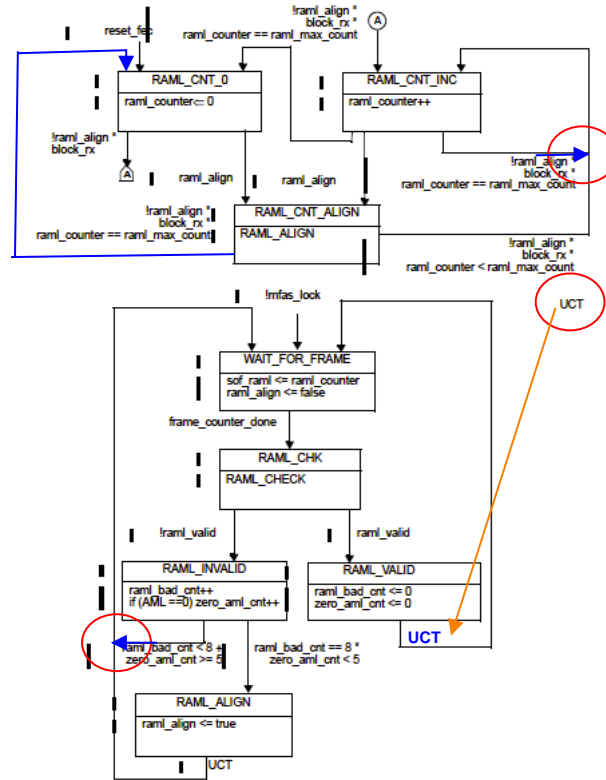 reset_fec
!raml_align *
block_rx
raml_counter == raml_max_count
A
RAML_CNT_0
raml_counter⇐ 0
RAML_CNT_INC
raml_counter++
!raml_align *
block_rx
A
raml_align
raml_align
!raml_align *
block_rx
raml_counter == raml_max_count
!raml_align *
block_rx *
raml_counter == raml_max_count
RAML_CNT_ALIGN
RAML_ALIGN
!raml_align *
block_rx *
raml_counter < raml_max_count
!mfas_lock
UCT
WAIT_FOR_FRAME
sof_raml <= raml_counter
raml_align <= false
frame_counter_done
RAML_CHK
RAML_CHECK
!raml_valid
raml_valid
RAML_INVALID
raml_bad_cnt++
if (AML ==0) zero_aml_cnt++
RAML_VALID
raml_bad_cnt <= 0
zero_aml_cnt <= 0
UCT
raml_bad_cnt < 8 +
zero_aml_cnt >= 5
raml_bad_cnt == 8 *
zero_aml_cnt < 5
RAML_ALIGN
raml_align <= true
UCT